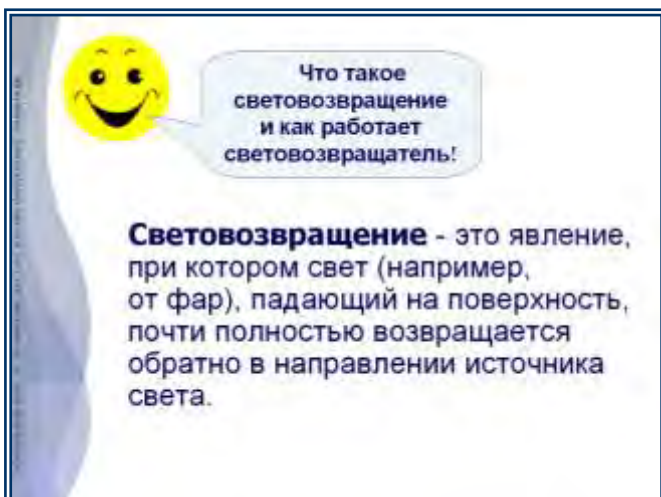 Что такое
световозвращение
и как работает
световозвращатель!
Световозвращение - это явление,
при котором свет (например,
от фар), падающий на поверхность,
почти полностью возвращается
обратно в направлении источника
света.